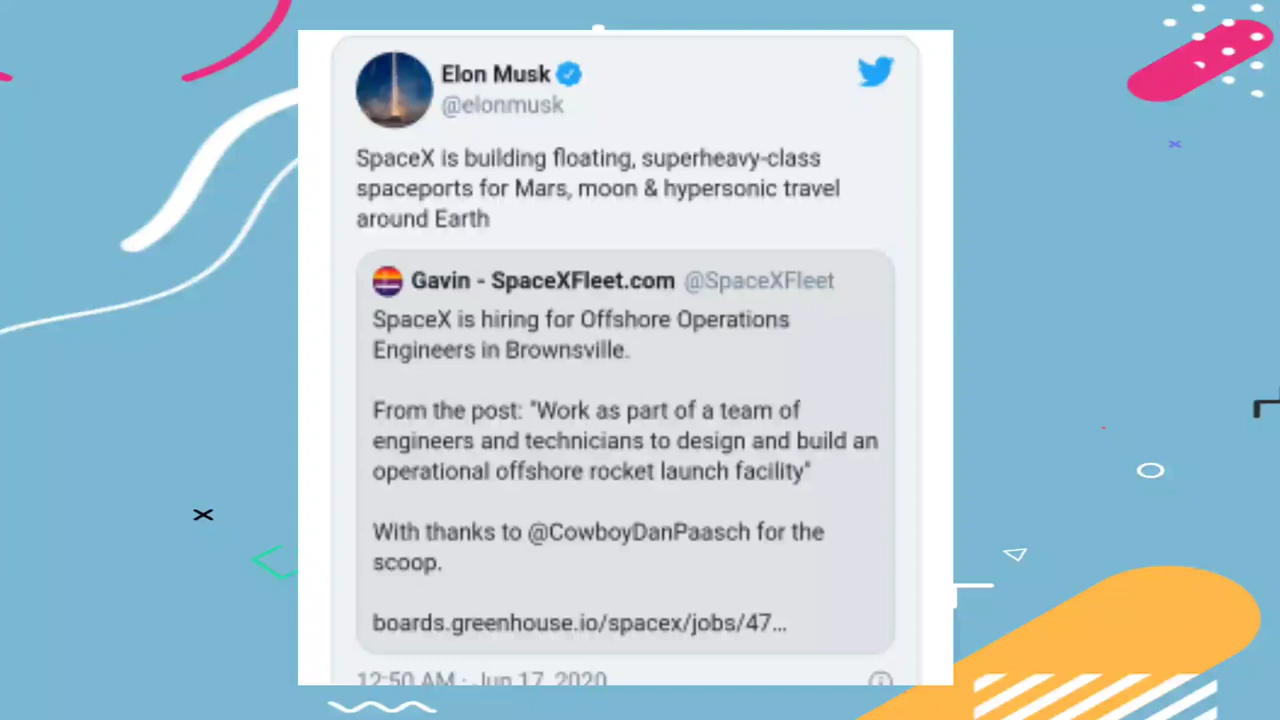 Elon Musk
@elonmusk
SpaceX is building floating, superheavy-class
spaceports for Mars, moon & hypersonic travel
around Earth
Gavin - SpaceXFleet.com @SpaceXFleet
SpaceX is hiring for Offshore Operations
Engineers in Brownsville.
From the post: "Work as part of a team of
engineers and technicians to design and build an
operational offshore rocket launch facility"
With thanks to @CowboyDanPaasch for the
scoop.
boards.greenhouse.io/spacex/jobs/47...
12:50 AM · Jun 17, 2020